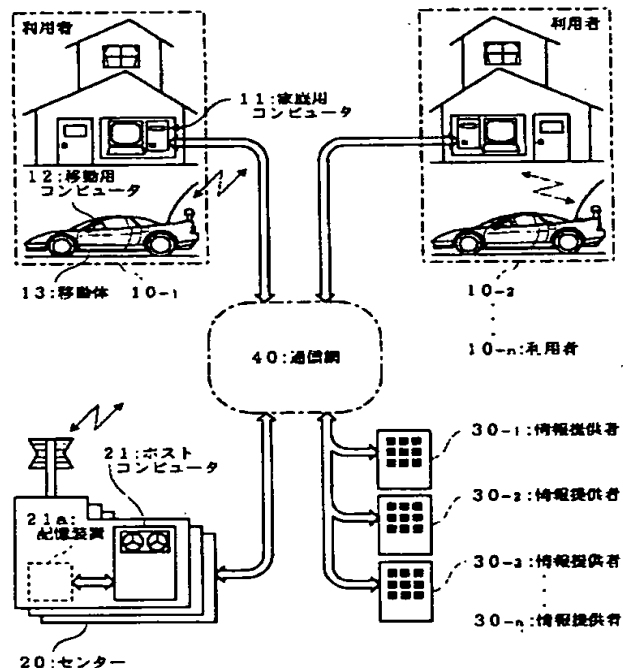 利用者
利用者
11:家庭用
コンピュータ
12:移動用
コンピュータ
13:移動体
10-1
10-2
10-n:利用者
40:通信網
30-1:情報提供者
21:ホスト
コンピュータ
21a:
記憶装置
30-2:情報提供者
30-3:情報提供者
30-n:情報提供者
20:センター